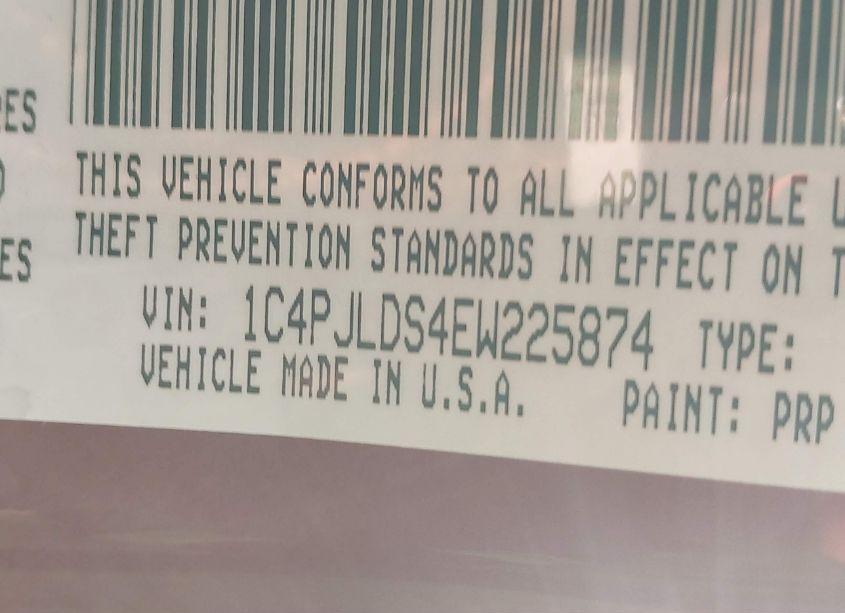 ES
THIS VEHICLE CONFORMS TO ALL APPLICABLE U
THEFT PREVENTION STANDARDS IN EFFECT ON T
ES
VIN: 1C4PJLDS4EW225874 TYPE:
VEHICLE MADE IN U.S.A. PAINT: PRP